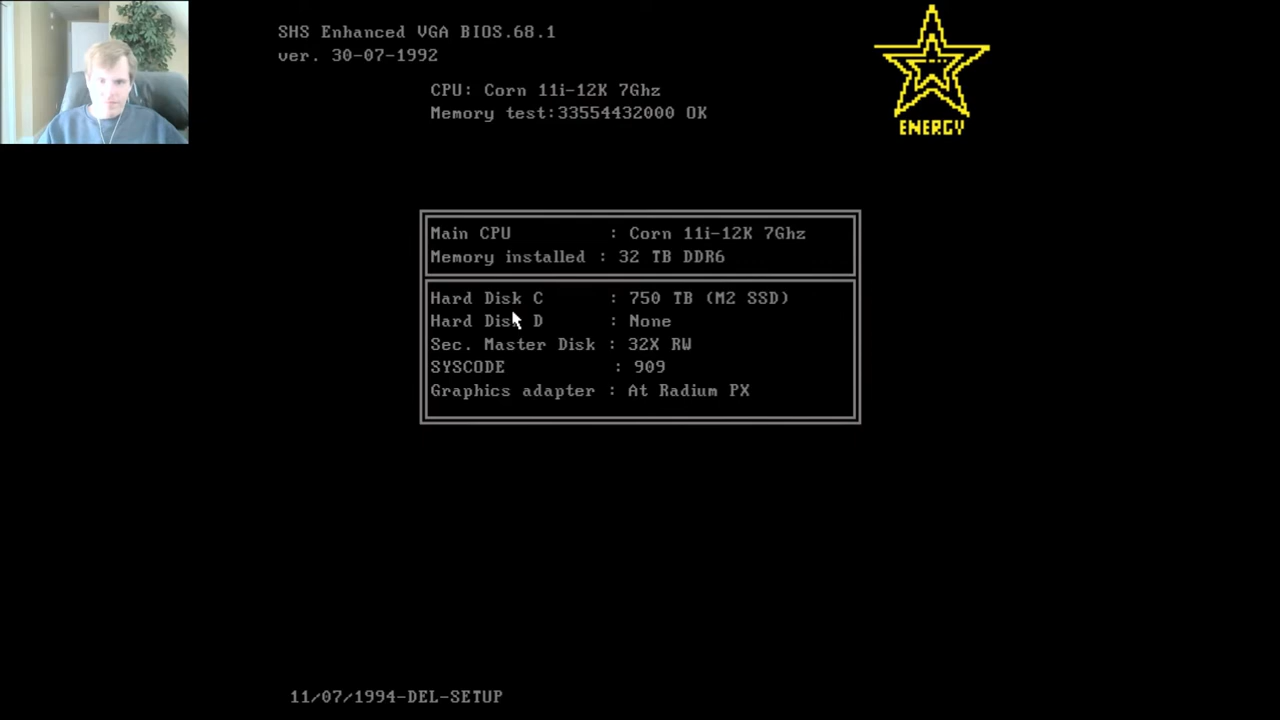 SHS Enhanced VGA BIOS.68.1
ver. 30-07-1992
ENERGY
CPU: Corn 11i-12K 7Ghz
Memory test:33554432000 OK
Main CPU : Corn 11i-12K 7Ghz
Memory installed : 32 TB DDR6
Hard Disk C : 750 TB (M2 SSD)
Hard Disk D : None
Sec. Master Disk : 32X RW
SYSCODE : 909
Graphics adapter : At Radium PX
11/07/1994-DEL-SETUP